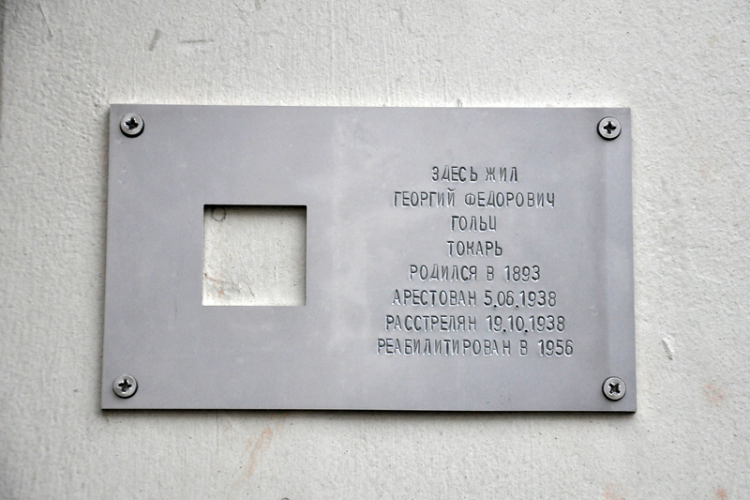 ЗДЕСЬ ЖИЛ
ГЕОРГИЙ ФЕДОРОВИЧ
ГОЛЬЦ
ТОКАРЬ
РОДИЛСЯ В 1893
АРЕСТОВАН 5.06.1938
РАССТРЕЛЯН 19.10.1938
РЕАБИЛИТИРОВАН В 1956